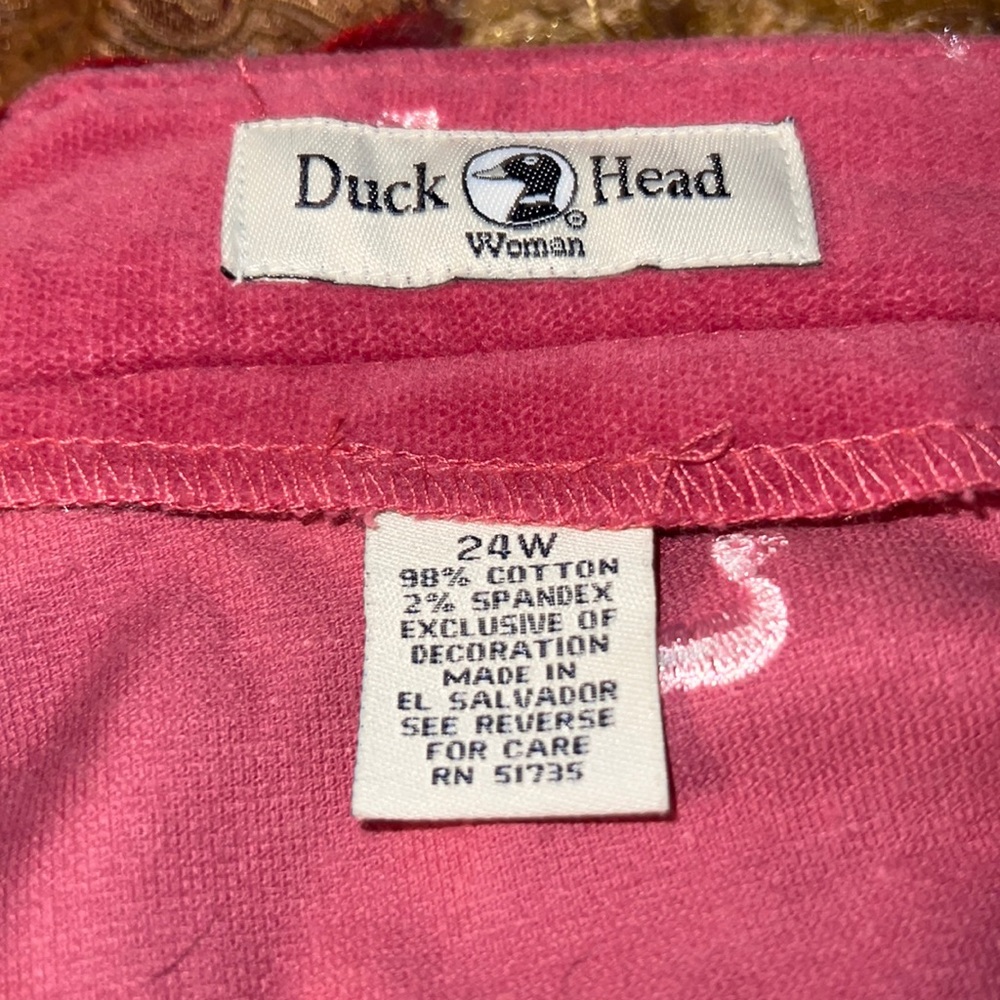 Duck Head
®
Woman
24W
98% COTTON
2% SPANDEX
EXCLUSIVE OF
DECORATION
MADE IN
EL SALVADOR
SEE REVERSE
FOR CARE
RN 51735